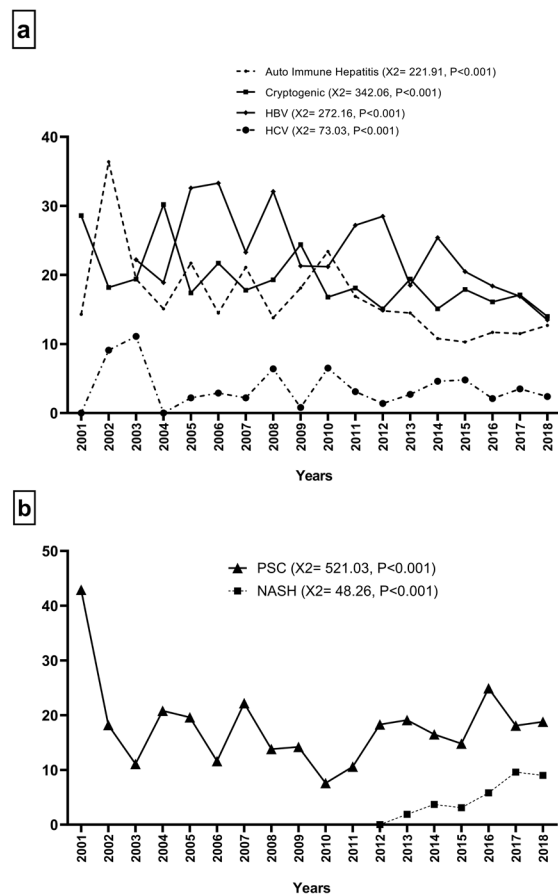 a
Auto Immune Hepatitis (X2= 221.91, P<0.001)
Cryptogenic (X2= 342.06, P<0.001)
HBV (X2= 272.16, P<0.001)
HCV (X2= 73.03, P<0.001)
40
30
20
10
0
2001 2002 2003 2004 2005 2006 2007 2008 2009 2010 2011 2012 2013 2014 2015 2016 2017 2018
Years
b
50
PSC (X2= 521.03, P<0.001)
NASH (X2= 48.26, P<0.001)
40
30
20
10
0
2001 2002 2003 2004 2005 2006 2007 2008 2009 2010 2011 2012 2013 2014 2015 2016 2017 2018
Years